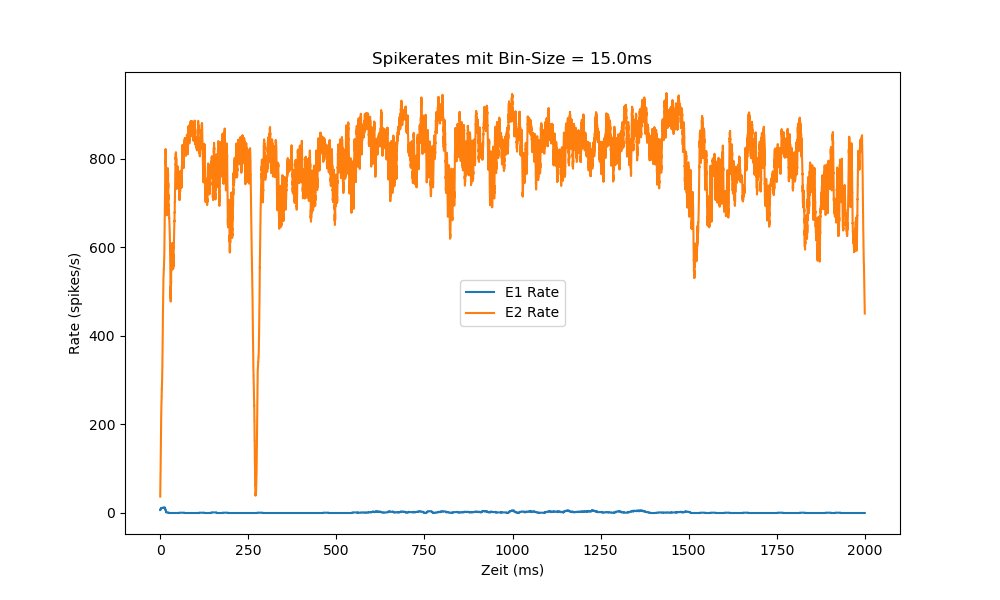 Spikerates mit Bin-Size = 15.0ms
Rate (spikes/s)
800
600
400
200
0
E1 Rate
E2 Rate
0 250 500 750 1000 1250 1500 1750 2000
Zeit (ms)